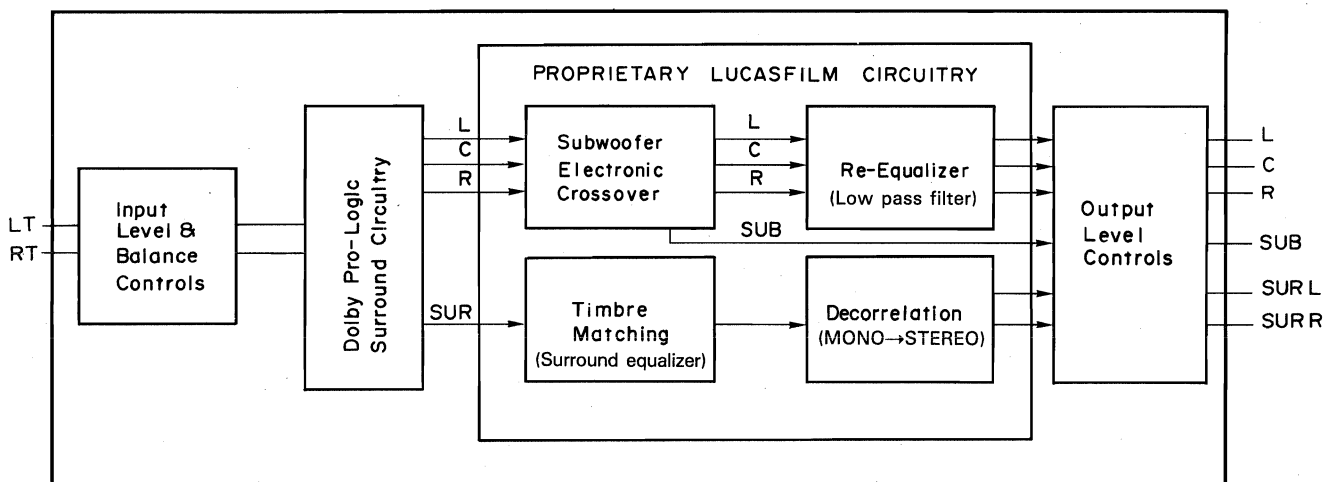 PROPRIETARY LUCASFILM CIRCUITRY
LT
RT
Input
Level &
Balance
Controls
Dolby Pro-Logic
Surround Circuitry
L
C
R
SUR
Subwoofer
Electronic
Crossover
L
C
R
SUB
Re-Equalizer
(Low pass filter)
Timbre
Matching
(Surround equalizer)
Decorrelation
(MONO→STEREO)
Output
Level
Controls
L
C
R
SUB
SUR L
SUR R